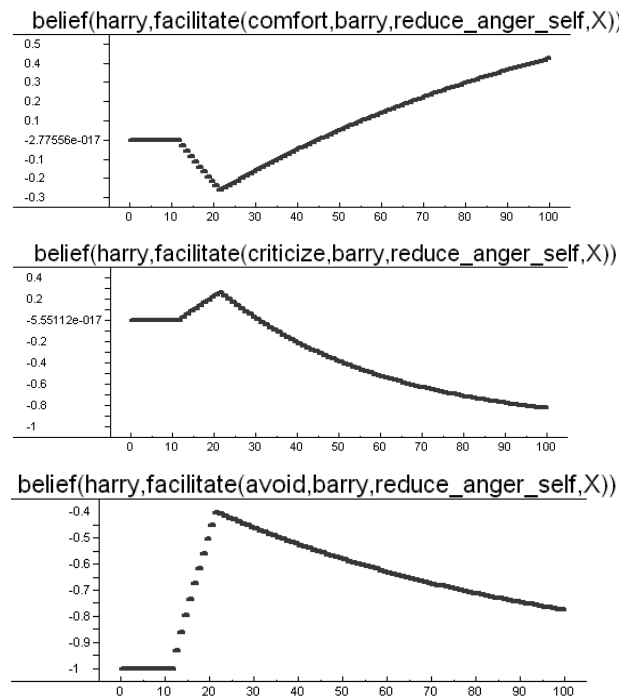 belief(harry,facilitate(comfort,barry,reduce_anger_self,X))
0.5
0.4
0.3
0.2
0.1
-2.77556e-017
-0.1
-0.2
-0.3
0 10 20 30 40 50 60 70 80 90 100
belief(harry,facilitate(criticize,barry,reduce_anger_self,X))
0.4
0.2
-5.55112e-017
-0.2
-0.4
-0.6
-0.8
-1
0 10 20 30 40 50 60 70 80 90 100
belief(harry,facilitate(avoid,barry,reduce_anger_self,X))
-0.4
-0.5
-0.6
-0.7
-0.8
-0.9
-1
0 10 20 30 40 50 60 70 80 90 100